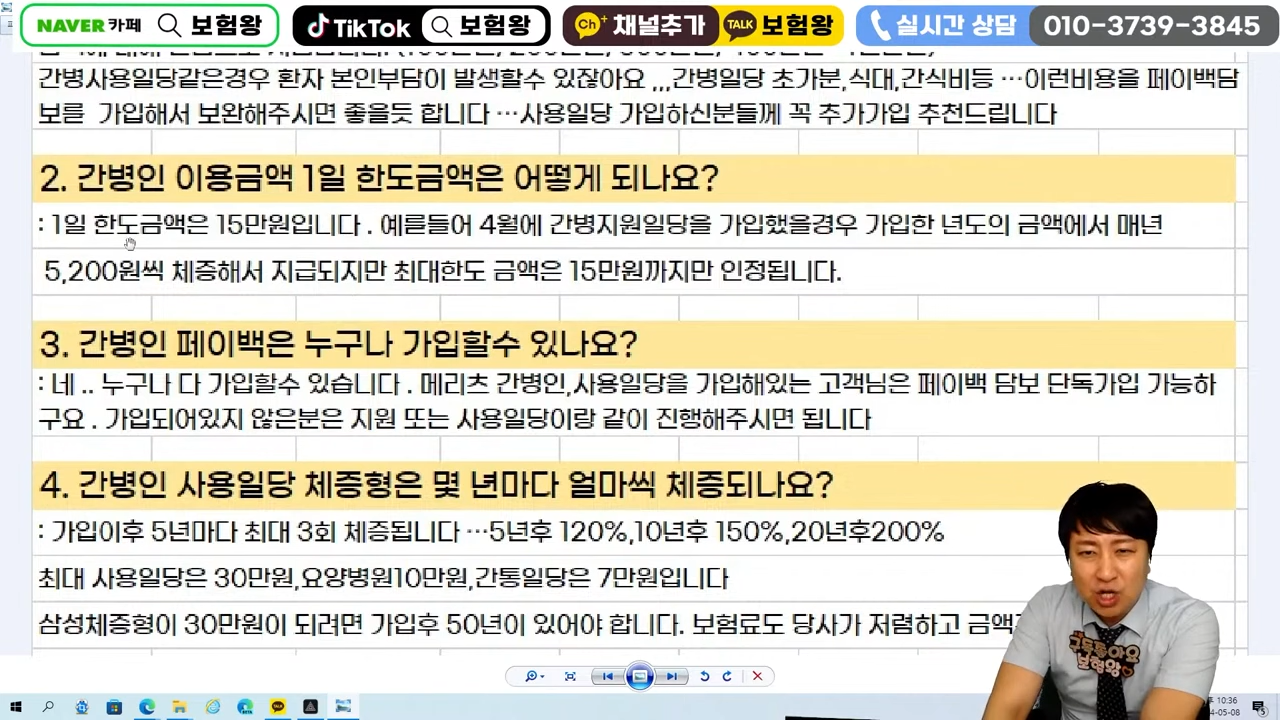 NAVER 카페 보험왕 TikTok 보험왕 Ch+ 채널추가 TALK 보험왕 실시간 상담 010-3739-3845
간병사용일당같은경우 환자 본인부담이 발생할수 있잖아요 ,,,간병일당 초가분,식대,간식비등 …이런비용을 페이백담
보를 가입해서 보완해주시면 좋을듯 합니다 …사용일당 가입하신분들께 꼭 추가가입 추천드립니다
2. 간병인 이용금액 1일 한도금액은 어떻게 되나요?
: 1일 한도금액은 15만원입니다 . 예를들어 4월에 간병지원일당을 가입했을경우 가입한 년도의 금액에서 매년
5,200원씩 체증해서 지급되지만 최대한도 금액은 15만원까지만 인정됩니다.
3. 간병인 페이백은 누구나 가입할수 있나요?
: 네 .. 누구나 다 가입할수 있습니다 . 메리츠 간병인,사용일당을 가입해있는 고객님은 페이백 담보 단독가입 가능하
구요 . 가입되어있지 않은분은 지원 또는 사용일당이랑 같이 진행해주시면 됩니다
4. 간병인 사용일당 체증형은 몇 년마다 얼마씩 체증되나요?
: 가입이후 5년마다 최대 3회 체증됩니다 …5년후 120%,10년후 150%,20년후200%
최대 사용일당은 30만원,요양병원10만원,간통일당은 7만원입니다
삼성체증형이 30만원이 되려면 가입후 50년이 있어야 합니다. 보험료도 당사가 저렴하고 금액
구독좋아요
보험왕
10:36